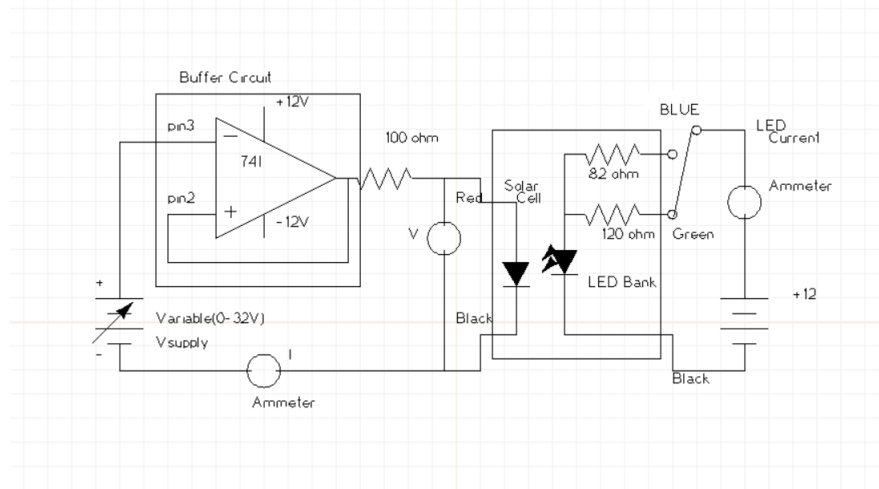 Buffer Circuit
+12V
pin3
−
741
100 ohm
pin2
+
-12V
Red
Solar
Cell
V
BLUE
LED
Current
82 ohm
Ammeter
120 ohm
Green
LED Bank
+12
+
Variable(0-32V)
Vsupply
-
Black
I
Ammeter
Black